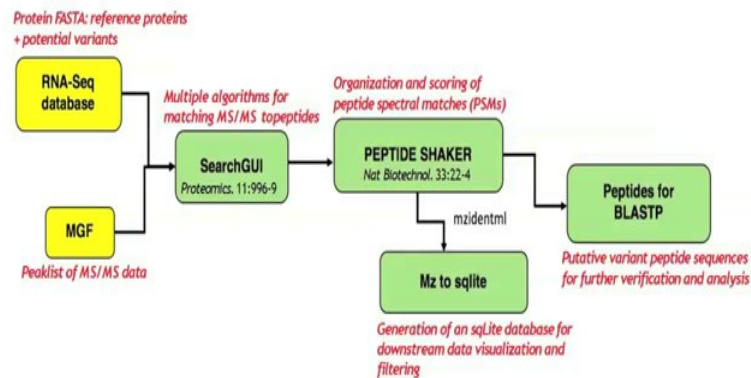 Protein FASTA: reference proteins
+ potential variants
RNA-Seq
database
Multiple algorithms for
matching MS/MS topeptides
Organization and scoring of
peptide spectral matches (PSMs)
SearchGUI
Proteomics. 11:996-9
PEPTIDE SHAKER
Nat Biotechnol. 33:22-4
Peptides for
BLASTP
MGF
Peaklist of MS/MS data
mzidentml
Putative variant peptide sequences
for further verification and analysis
Mz to sqlite
Generation of an sqLite database for
downstream data visualization and
filtering